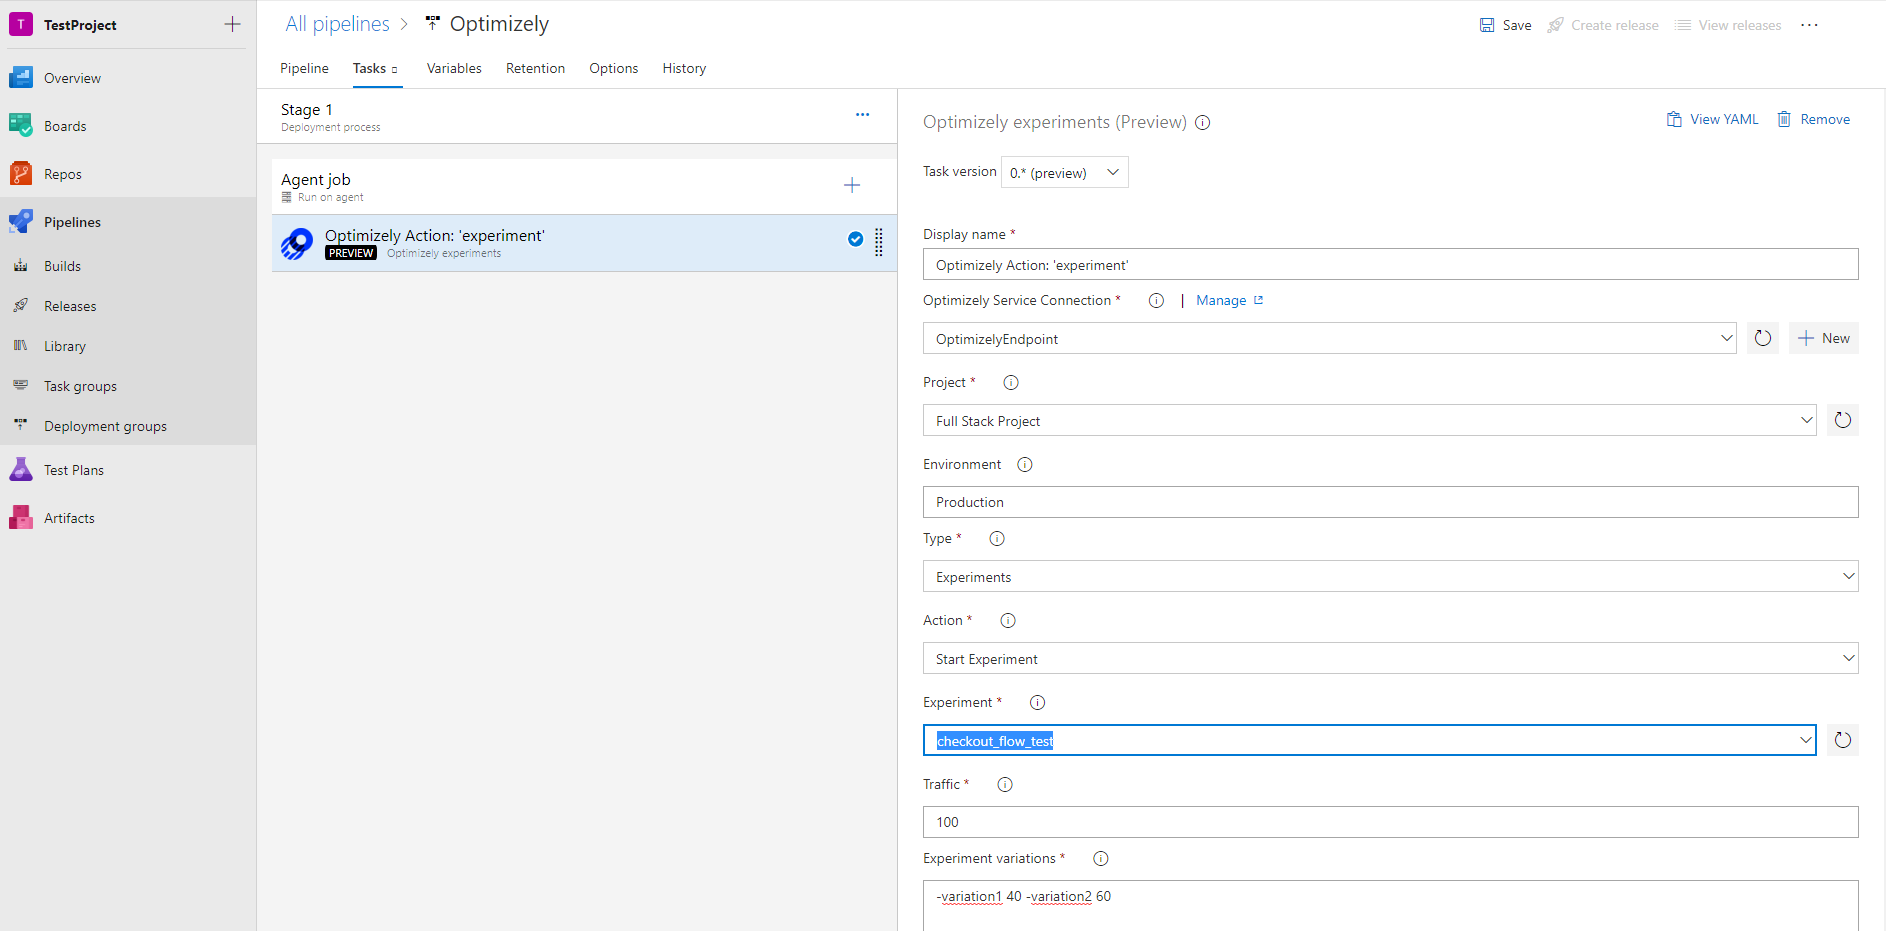 T TestProject
Overview
Boards
Repos
Pipelines
Builds
Releases
Library
Task groups
Deployment groups
Test Plans
Artifacts
All pipelines > Optimizely
Save Create release View releases ...
Pipeline Tasks Variables Retention Options History
Stage 1
Deployment process
Agent job
Run on agent
Optimizely Action: 'experiment'
PREVIEW Optimizely experiments
Optimizely experiments (Preview)
View YAML Remove
Task version 0.* (preview)
Display name *
Optimizely Action: 'experiment'
Optimizely Service Connection * | Manage
OptimizelyEndpoint
New
Project *
Full Stack Project
Environment
Production
Type *
Experiments
Action *
Start Experiment
Experiment *
checkout_flow_test
Traffic *
100
Experiment variations *
-variation1 40 -variation2 60